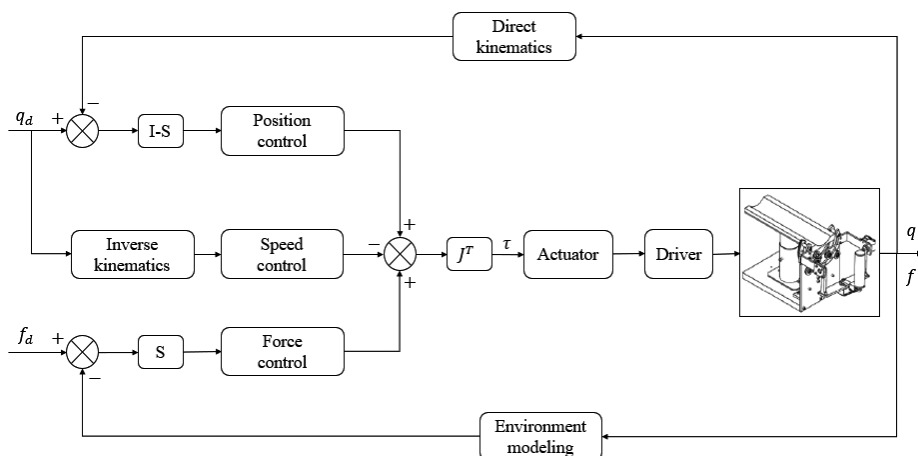 Direct
kinematics
−
q_d
+
I-S
Position
control
+
Inverse
kinematics
Speed
control
−
J^T
τ
Actuator
Driver
q
f
+
f_d
+
S
Force
control
−
Environment
modeling